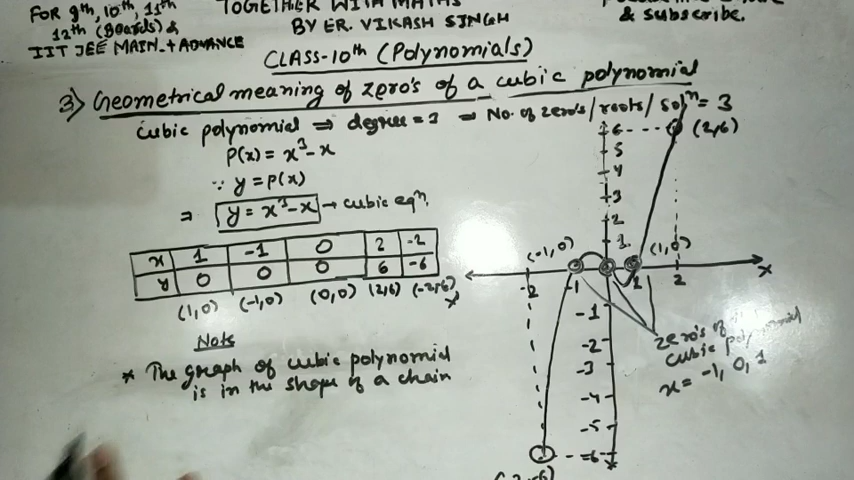 FOR 9th, 10th, 11th
12th (Boards) &
IIT JEE MAIN + ADVANCE
TOGETHER WITH MATHS
BY ER. VIKASH SINGH
& SUBSCRIBE.
CLASS-10th (Polynomials)
3) Geometrical meaning of zero's of a cubic polynomial
cubic polynomial ⇒ degree = 3 ⇒ No. of zero's/roots/solⁿ = 3
P(x) = x³-x
∵ y = P(x)
⇒ y = x³-x → cubic eqⁿ.
x 1 -1 0 2 -2
y 0 0 0 6 -6
(1,0) (-1,0) (0,0) (2,6) (-2,-6)
Note
* The graph of cubic polynomial
is in the shape of a chain
6 (2,6)
5
4
3
2
1
(-1,0) (1,0)
x
-2 -1 1 2
-1
-2
-3
-4
-5
-6
zero's of
cubic polynomial
x = -1, 0, 1